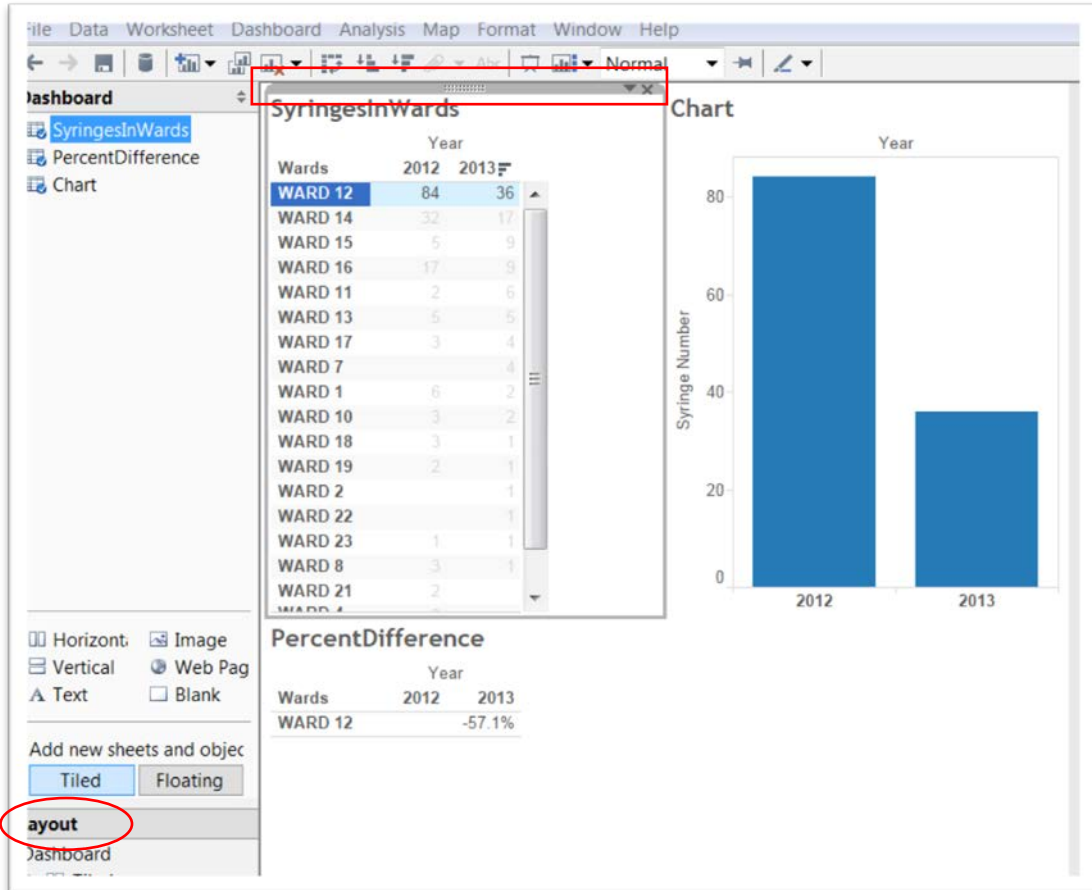 File Data Worksheet Dashboard Analysis Map Format Window Help
Abc Normal
Dashboard
SyringesInWards
PercentDifference
Chart
Horizont
Image
Vertical
Web Pag
A Text
Blank
Add new sheets and objec
Tiled
Floating
ayout
Dashboard
SyringesInWards
Year
Wards 2012 2013
WARD 12 84 36
WARD 14 32 17
WARD 15 5 9
WARD 16 17 9
WARD 11 2 6
WARD 13 5 5
WARD 17 3 4
WARD 7 4
WARD 1 6 2
WARD 10 3 2
WARD 18 3 1
WARD 19 2 1
WARD 2 1
WARD 22 1
WARD 23 1 1
WARD 8 3 1
WARD 21 2
PercentDifference
Year
Wards 2012 2013
WARD 12 -57.1%
Chart
Year
Syringe Number
80
60
40
20
0
2012 2013